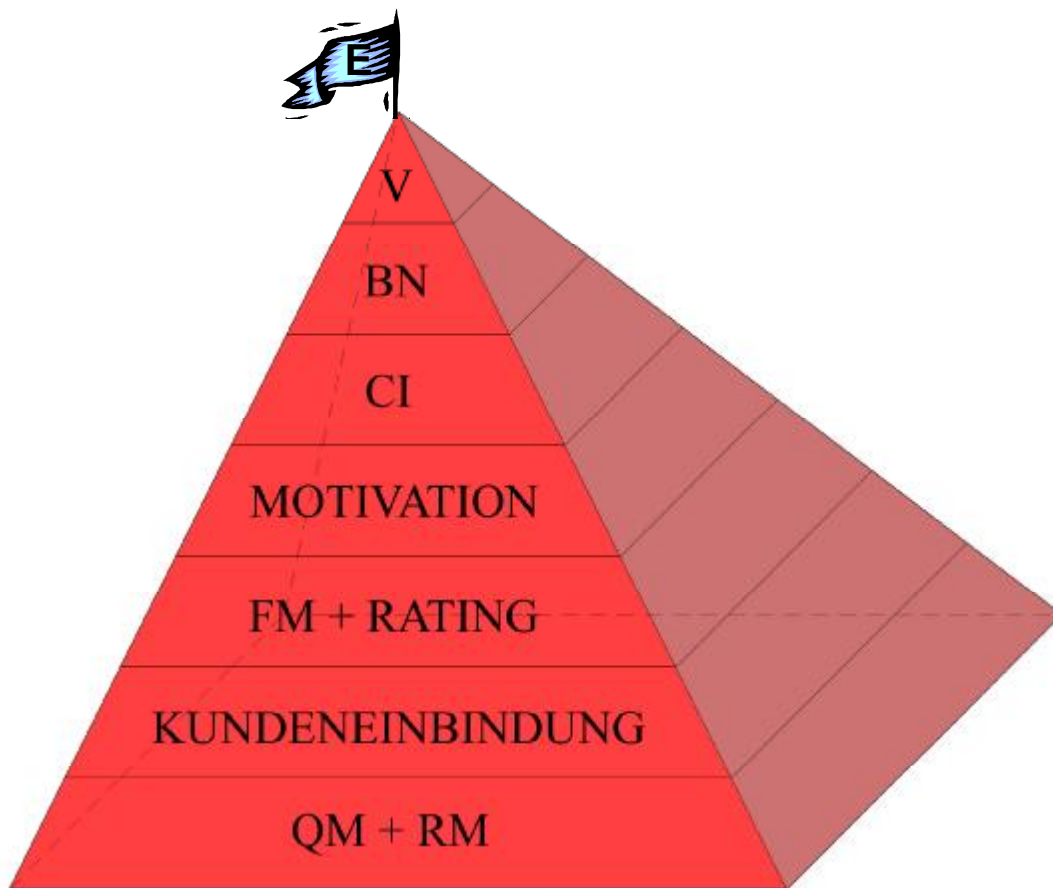 E
V
BN
CI
MOTIVATION
FM + RATING
KUNDENEINBINDUNG
QM + RM